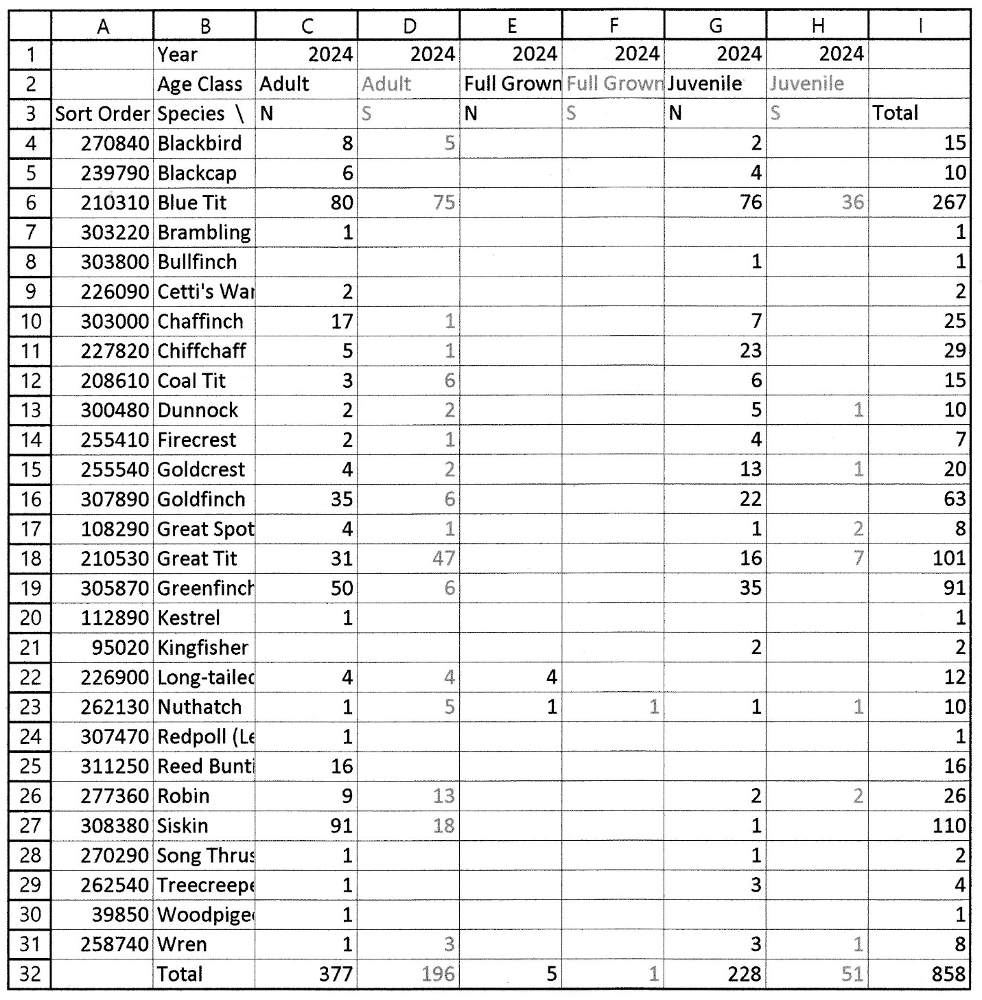 A B C D E F G H I
1 Year 2024 2024 2024 2024 2024 2024
2 Age Class Adult Adult Full Grown Full Grown Juvenile Juvenile
3 Sort Order Species \ N S N S N S Total
4 270840 Blackbird 8 5 2 15
5 239790 Blackcap 6 4 10
6 210310 Blue Tit 80 75 76 36 267
7 303220 Brambling 1 1
8 303800 Bullfinch 1 1
9 226090 Cetti's War 2 2
10 303000 Chaffinch 17 1 7 25
11 227820 Chiffchaff 5 1 23 29
12 208610 Coal Tit 3 6 6 15
13 300480 Dunnock 2 2 5 1 10
14 255410 Firecrest 2 1 4 7
15 255540 Goldcrest 4 2 13 1 20
16 307890 Goldfinch 35 6 22 63
17 108290 Great Spot 4 1 1 2 8
18 210530 Great Tit 31 47 16 7 101
19 305870 Greenfinch 50 6 35 91
20 112890 Kestrel 1 1
21 95020 Kingfisher 2 2
22 226900 Long-tailed 4 4 4 12
23 262130 Nuthatch 1 5 1 1 1 1 10
24 307470 Redpoll (Le 1 1
25 311250 Reed Bunti 16 16
26 277360 Robin 9 13 2 2 26
27 308380 Siskin 91 18 1 110
28 270290 Song Thrus 1 1 2
29 262540 Treecreepe 1 3 4
30 39850 Woodpige 1 1
31 258740 Wren 1 3 3 1 8
32 Total 377 196 5 1 228 51 858